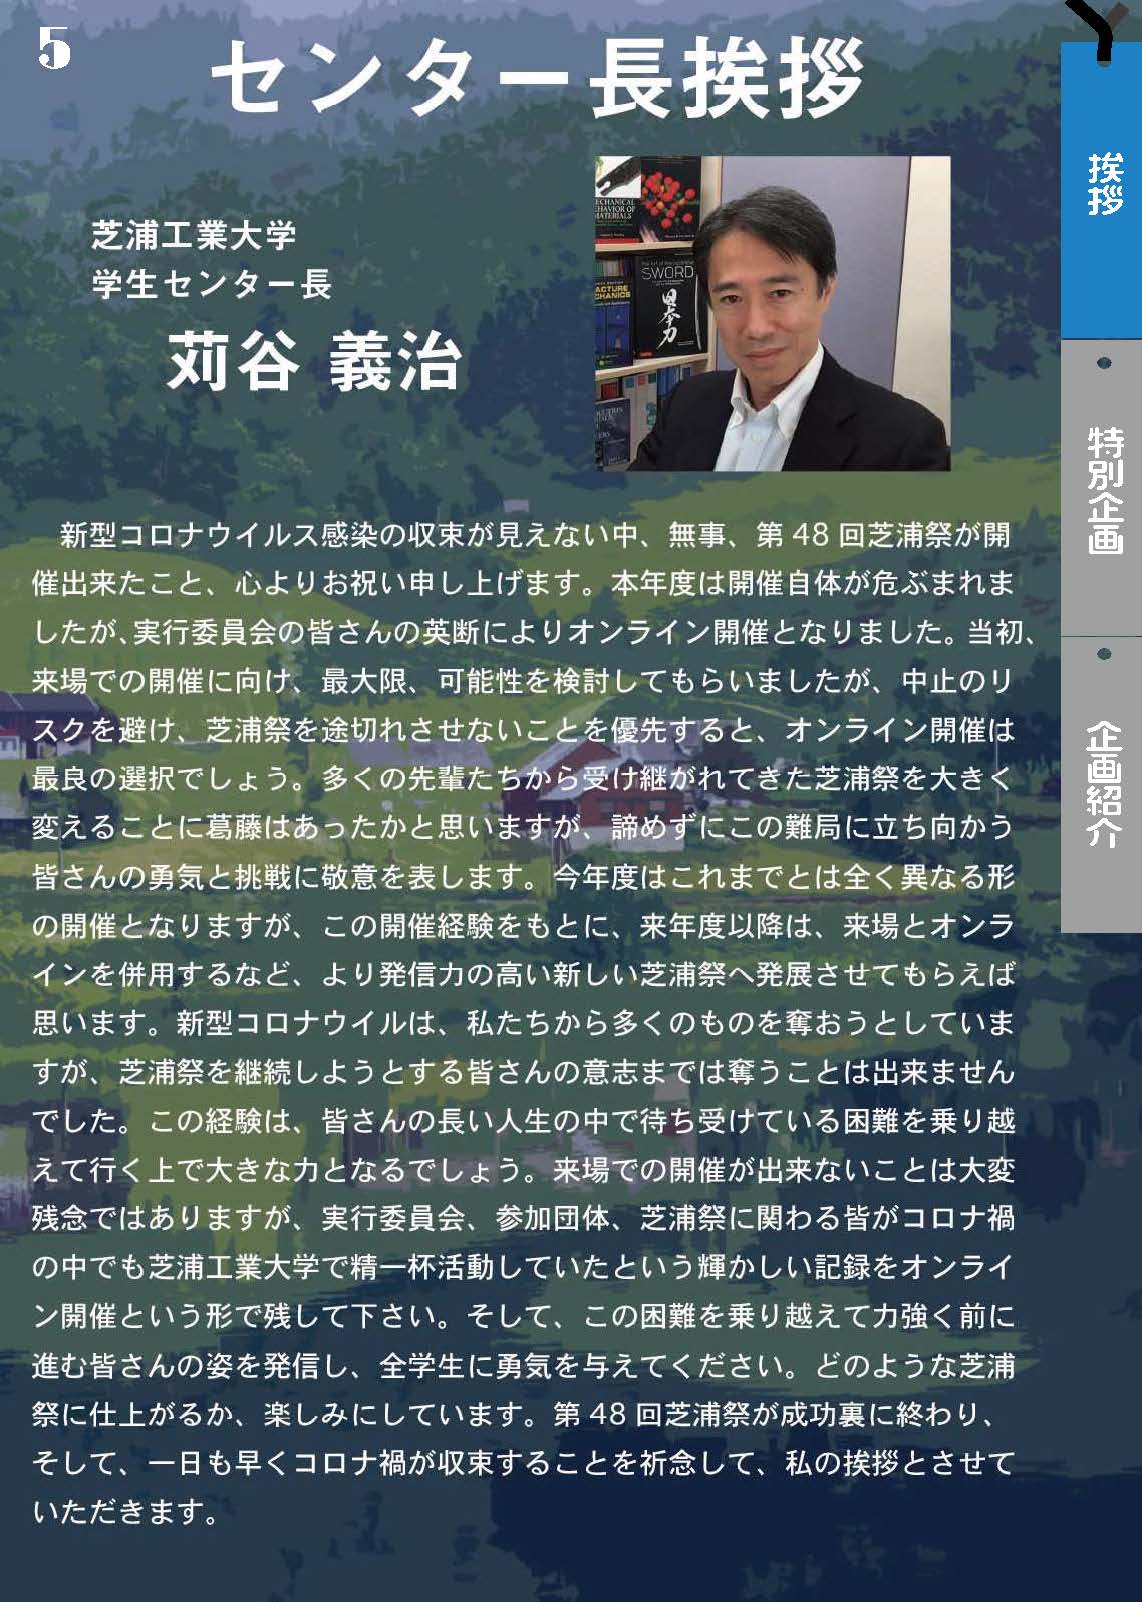 5
センター長挨拶
芝浦工業大学
学生センター長
苅谷 義治
MECHANICAL
BEHAVIOR OF
MATERIALS
SWORD
日本刀
新型コロナウイルス感染の収束が見えない中、無事、第 48 回芝浦祭が開
催出来たこと、心よりお祝い申し上げます。本年度は開催自体が危ぶまれま
したが、実行委員会の皆さんの英断によりオンライン開催となりました。当初、
来場での開催に向け、最大限、可能性を検討してもらいましたが、中止のリ
スクを避け、芝浦祭を途切れさせないことを優先すると、オンライン開催は
最良の選択でしょう。多くの先輩たちから受け継がれてきた芝浦祭を大きく
変えることに葛藤はあったかと思いますが、諦めずにこの難局に立ち向かう
皆さんの勇気と挑戦に敬意を表します。今年度はこれまでとは全く異なる形
の開催となりますが、この開催経験をもとに、来年度以降は、来場とオンラ
インを併用するなど、より発信力の高い新しい芝浦祭へ発展させてもらえば
思います。新型コロナウイルは、私たちから多くのものを奪おうとしていま
すが、芝浦祭を継続しようとする皆さんの意志までは奪うことは出来ません
でした。この経験は、皆さんの長い人生の中で待ち受けている困難を乗り越
えて行く上で大きな力となるでしょう。来場での開催が出来ないことは大変
残念ではありますが、実行委員会、参加団体、芝浦祭に関わる皆がコロナ禍
の中でも芝浦工業大学で精一杯活動していたという輝かしい記録をオンライ
ン開催という形で残して下さい。そして、この困難を乗り越えて力強く前に
進む皆さんの姿を発信し、全学生に勇気を与えてください。どのような芝浦
祭に仕上がるか、楽しみにしています。第 48 回芝浦祭が成功裏に終わり、
そして、一日も早くコロナ禍が収束することを祈念して、私の挨拶とさせて
いただきます。
挨拶
特別企画
企画紹介